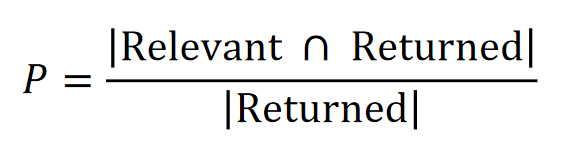 P = |Relevant ∩ Returned| / |Returned|